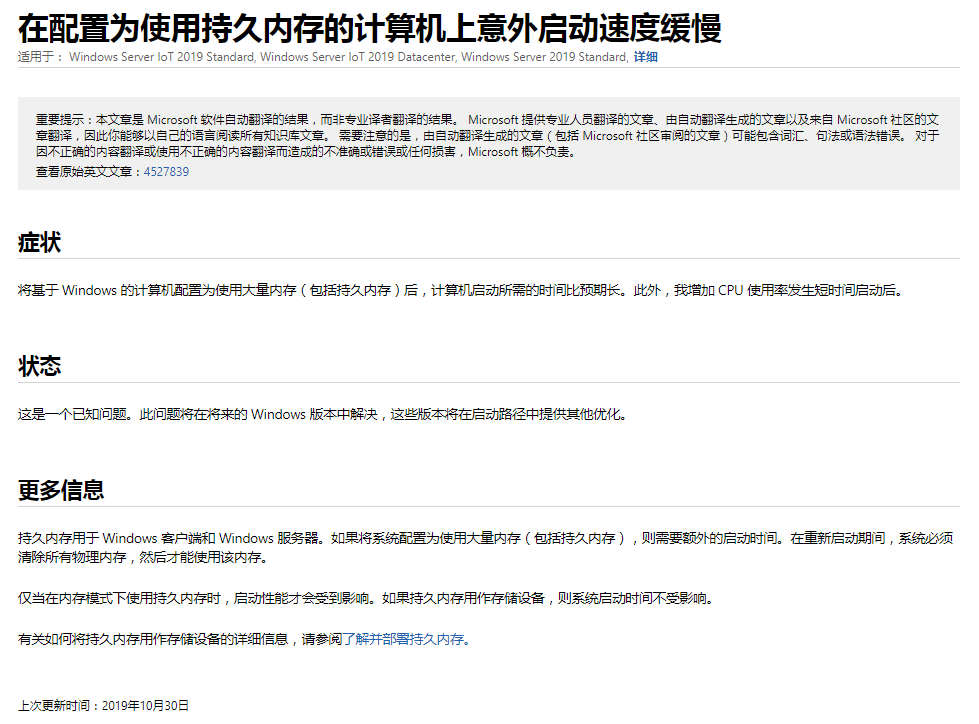 在配置为使用持久内存的计算机上意外启动速度缓慢
适用于： Windows Server IoT 2019 Standard, Windows Server IoT 2019 Datacenter, Windows Server 2019 Standard, 详细
重要提示：本文章是 Microsoft 软件自动翻译的结果，而非专业译者翻译的结果。 Microsoft 提供专业人员翻译的文章、由自动翻译生成的文章以及来自 Microsoft 社区的文
章翻译，因此你能够以自己的语言阅读所有知识库文章。 需要注意的是，由自动翻译生成的文章（包括 Microsoft 社区审阅的文章）可能包含词汇、句法或语法错误。 对于
因不正确的内容翻译或使用不正确的内容翻译而造成的不准确或错误或任何损害，Microsoft 概不负责。
查看原始英文文章：4527839
症状
将基于 Windows 的计算机配置为使用大量内存（包括持久内存）后，计算机启动所需的时间比预期长。此外，我增加 CPU 使用率发生短时间启动后。
状态
这是一个已知问题。此问题将在将来的 Windows 版本中解决，这些版本将在启动路径中提供其他优化。
更多信息
持久内存用于 Windows 客户端和 Windows 服务器。如果将系统配置为使用大量内存（包括持久内存），则需要额外的启动时间。在重新启动期间，系统必须
清除所有物理内存，然后才能使用该内存。
仅当在内存模式下使用持久内存时，启动性能才会受到影响。如果持久内存用作存储设备，则系统启动时间不受影响。
有关如何将持久内存用作存储设备的详细信息，请参阅了解并部署持久内存。
上次更新时间：2019年10月30日